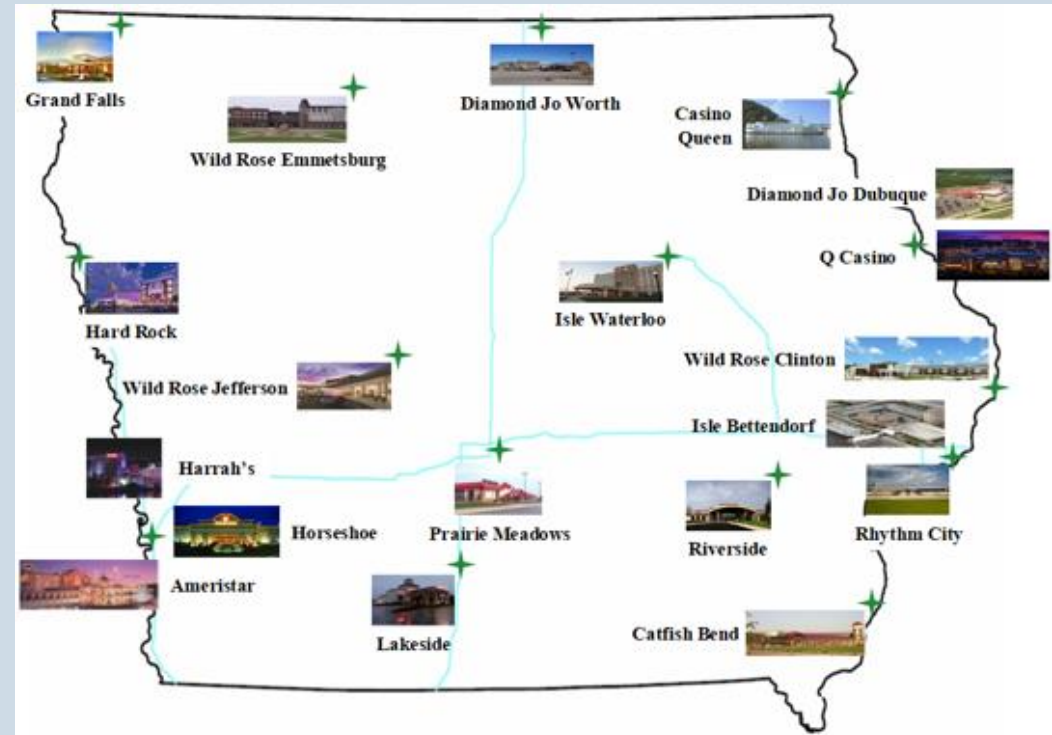 Grand Falls
Diamond Jo Worth
Casino
Queen
Wild Rose Emmetsburg
Diamond Jo Dubuque
Q Casino
Isle Waterloo
Hard Rock
Wild Rose Clinton
Wild Rose Jefferson
Isle Bettendorf
Harrah's
Horseshoe
Prairie Meadows
Riverside
Rhythm City
Ameristar
Lakeside
Catfish Bend